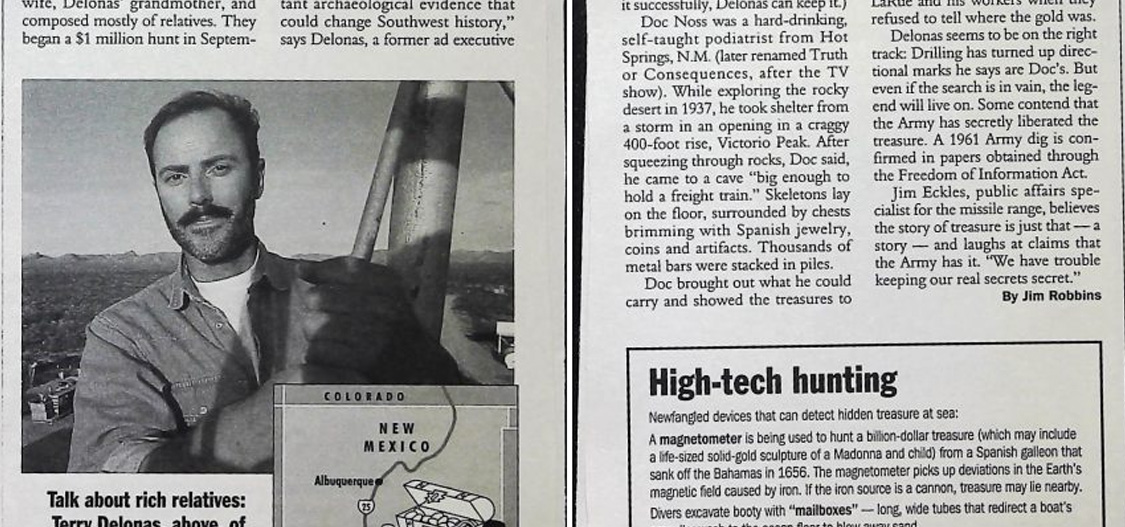 wife, Delonas' grandmother, and
composed mostly of relatives. They
began a $1 million hunt in Septem-
tant archaeological evidence that
could change Southwest history,"
says Delonas, a former ad executive
COLORADO
NEW
MEXICO
Albuquerque
25
Talk about rich relatives:
Terry Delonas, above, of
it successfully, Delonas can keep it.)
Doc Noss was a hard-drinking,
self-taught podiatrist from Hot
Springs, N.M. (later renamed Truth
or Consequences, after the TV
show). While exploring the rocky
desert in 1937, he took shelter from
a storm in an opening in a craggy
400-foot rise, Victorio Peak. After
squeezing through rocks, Doc said,
he came to a cave "big enough to
hold a freight train." Skeletons lay
on the floor, surrounded by chests
brimming with Spanish jewelry,
coins and artifacts. Thousands of
metal bars were stacked in piles.
Doc brought out what he could
carry and showed the treasures to
LaRue and his workers when they
refused to tell where the gold was.
Delonas seems to be on the right
track: Drilling has turned up direc-
tional marks he says are Doc's. But
even if the search is in vain, the leg-
end will live on. Some contend that
the Army has secretly liberated the
treasure. A 1961 Army dig is con-
firmed in papers obtained through
the Freedom of Information Act.
Jim Eckles, public affairs spe-
cialist for the missile range, believes
the story of treasure is just that — a
story — and laughs at claims that
the Army has it. "We have trouble
keeping our real secrets secret."
By Jim Robbins
High-tech hunting
Newfangled devices that can detect hidden treasure at sea:
A magnetometer is being used to hunt a billion-dollar treasure (which may include
a life-sized solid-gold sculpture of a Madonna and child) from a Spanish galleon that
sank off the Bahamas in 1656. The magnetometer picks up deviations in the Earth's
magnetic field caused by iron. If the iron source is a cannon, treasure may lie nearby.
Divers excavate booty with "mailboxes" — long, wide tubes that redirect a boat's
to the ocean floor to blow away sand